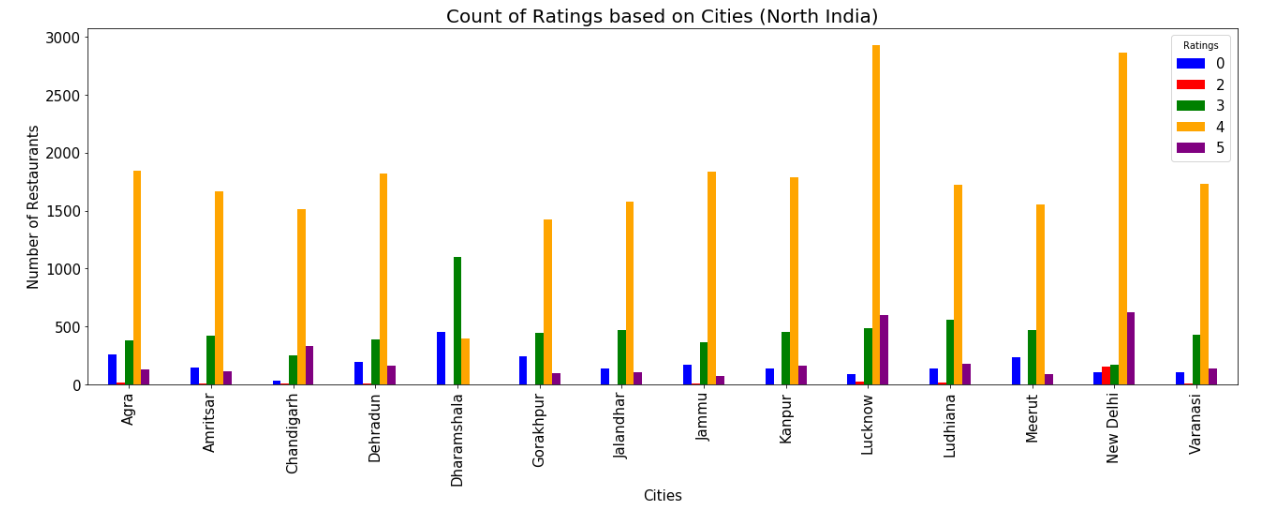 Count of Ratings based on Cities (North India)
Number of Restaurants
3000
2500
2000
1500
1000
500
0
Ratings
0
2
3
4
5
Agra
Amritsar
Chandigarh
Dehradun
Dharamshala
Gorakhpur
Jalandhar
Jammu
Kanpur
Lucknow
Ludhiana
Meerut
New Delhi
Varanasi
Cities